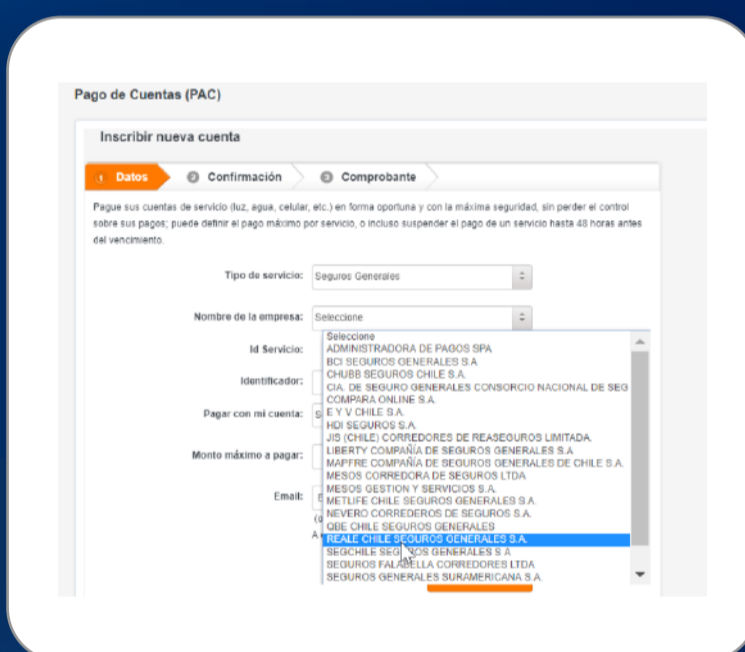 Pago de Cuentas (PAC)
Inscribir nueva cuenta
1 Datos
2 Confirmación
3 Comprobante
Pague sus cuentas de servicio (luz, agua, celular, etc.) en forma oportuna y con la máxima seguridad, sin perder el control
sobre sus pagos; puede definir el pago máximo por servicio, o incluso suspender el pago de un servicio hasta 48 horas antes
del vencimiento.
Tipo de servicio: Seguros Generales
Nombre de la empresa: Seleccione
Id Servicio:
Identificador:
Pagar con mi cuenta:
Monto máximo a pagar:
Email:
Seleccione
ADMINISTRADORA DE PAGOS SPA
BCI SEGUROS GENERALES S.A.
CHUBB SEGUROS CHILE S.A.
CIA. DE SEGURO GENERALES CONSORCIO NACIONAL DE SEG
COMPARA ONLINE S.A.
E Y V CHILE S.A.
HDI SEGUROS S.A.
JIS (CHILE) CORREDORES DE REASEGUROS LIMITADA.
LIBERTY COMPAÑÍA DE SEGUROS GENERALES S.A
MAPFRE COMPAÑÍA DE SEGUROS GENERALES DE CHILE S.A.
MESOS CORREDORA DE SEGUROS LTDA
MESOS GESTION Y SERVICIOS S.A.
METLIFE CHILE SEGUROS GENERALES S.A.
NEVERO CORREDEROS DE SEGUROS S.A.
QBE CHILE SEGUROS GENERALES
REALE CHILE SEGUROS GENERALES S.A.
SEGCHILE SEGUROS GENERALES S A
SEGUROS FALABELLA CORREDORES LTDA
SEGUROS GENERALES SURAMERICANA S.A.